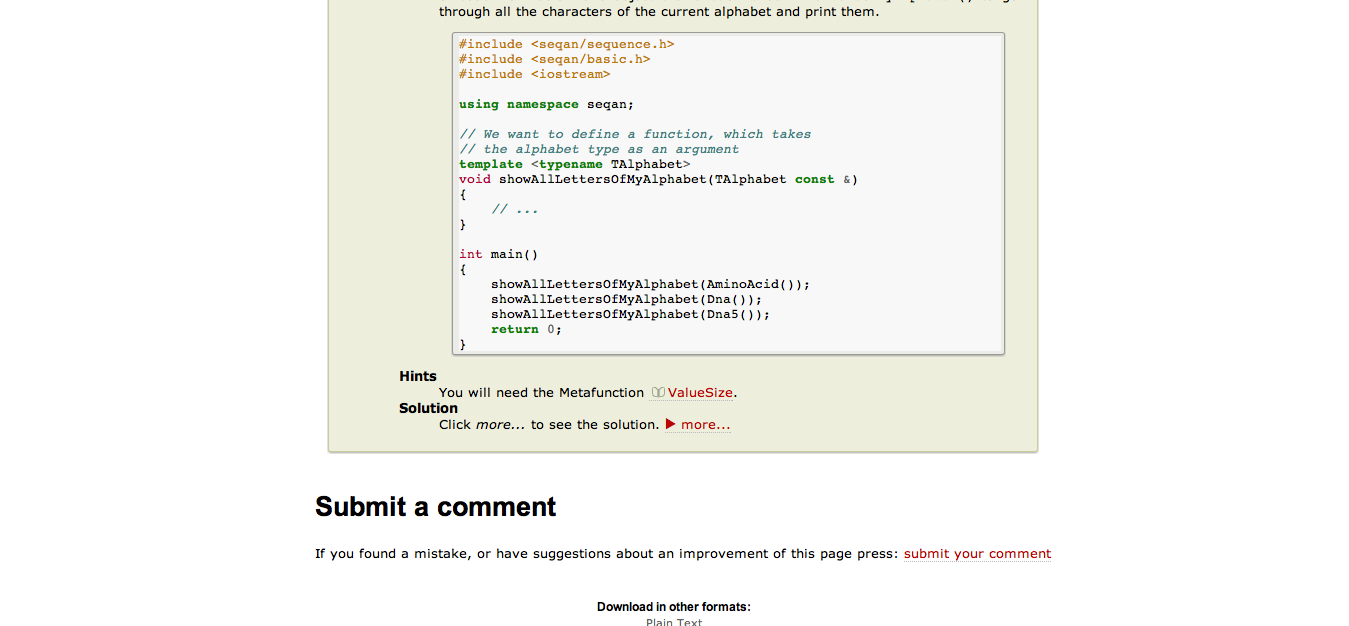 through all the characters of the current alphabet and print them.
#include <seqan/sequence.h>
#include <seqan/basic.h>
#include <iostream>
using namespace seqan;
// We want to define a function, which takes
// the alphabet type as an argument
template <typename TAlphabet>
void showAllLettersOfMyAlphabet(TAlphabet const &)
{
    // ...
}
int main()
{
    showAllLettersOfMyAlphabet(AminoAcid());
    showAllLettersOfMyAlphabet(Dna());
    showAllLettersOfMyAlphabet(Dna5());
    return 0;
}
Hints
You will need the Metafunction ValueSize.
Solution
Click more... to see the solution. more...
Submit a comment
If you found a mistake, or have suggestions about an improvement of this page press: submit your comment
Download in other formats:
Plain Text